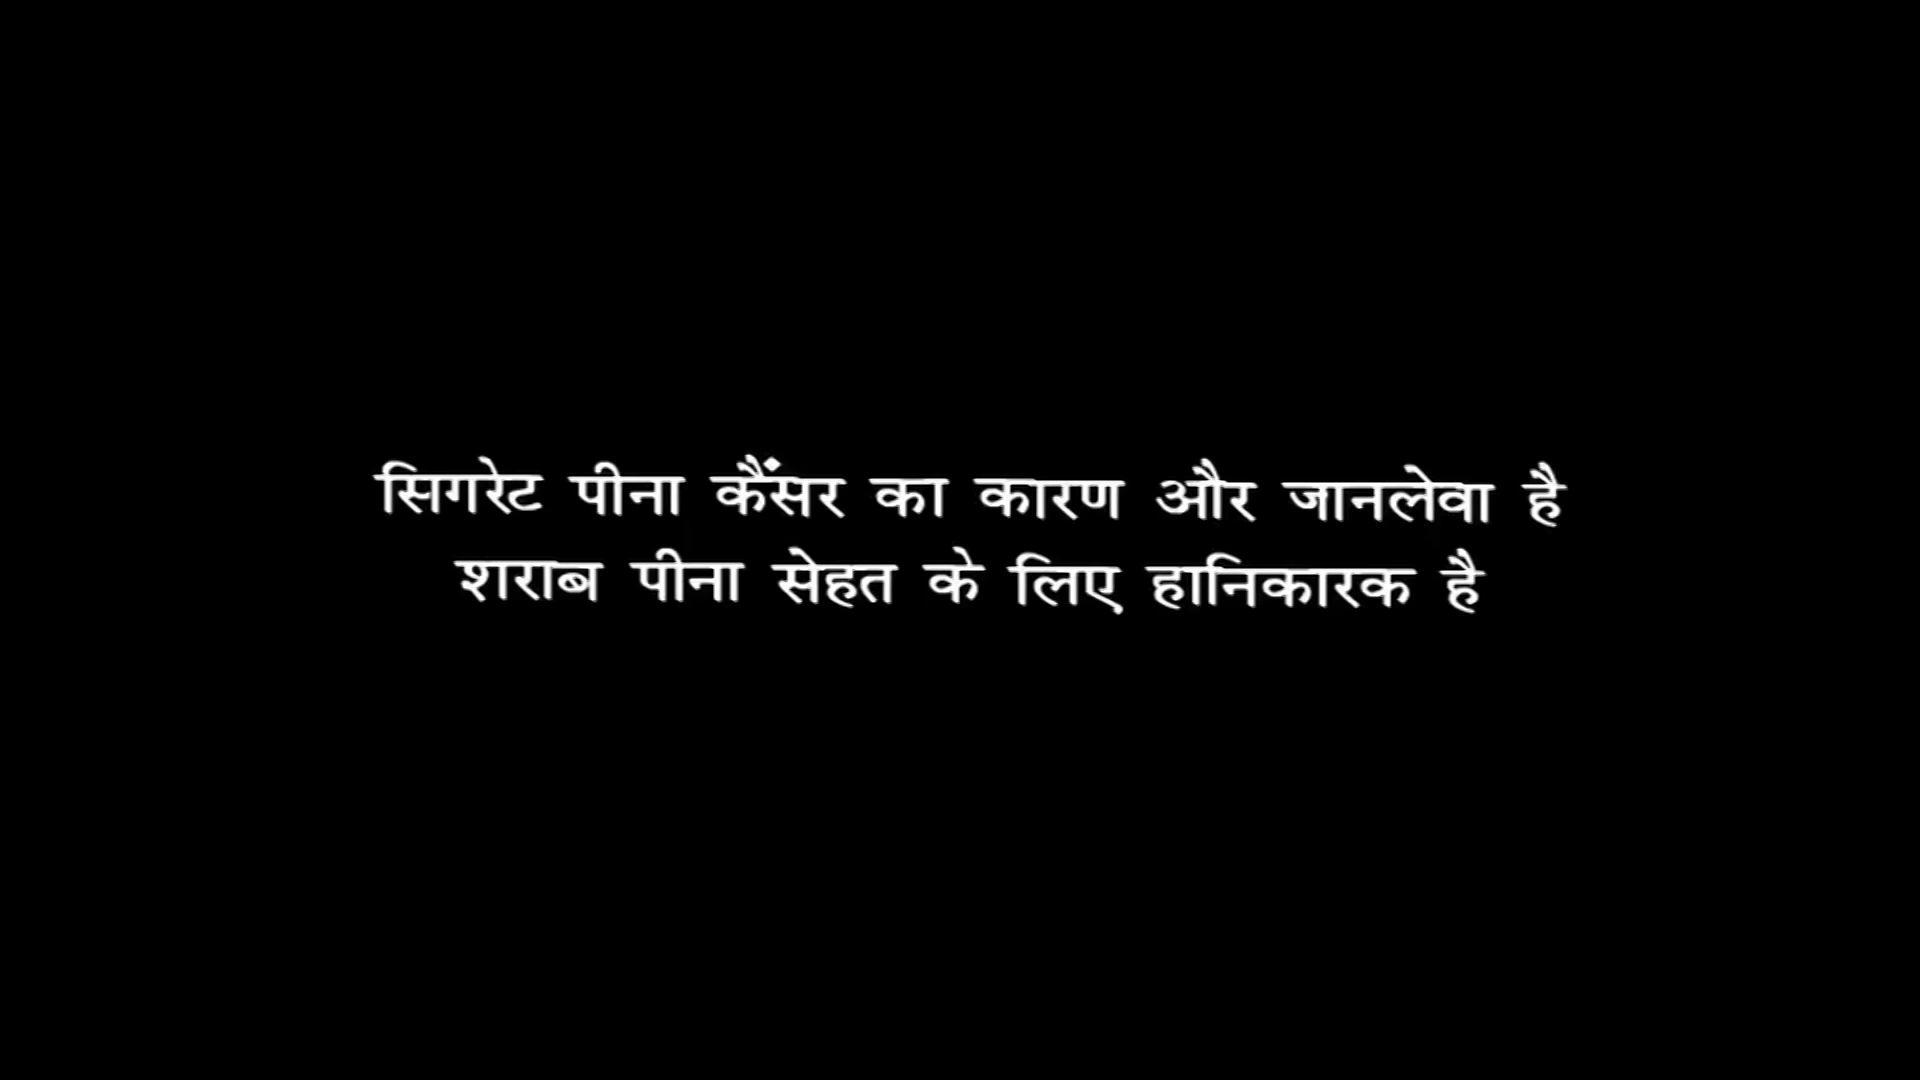 सिगरेट पीना कैंसर का कारण और जानलेवा है
शराब पीना सेहत के लिए हानिकारक है